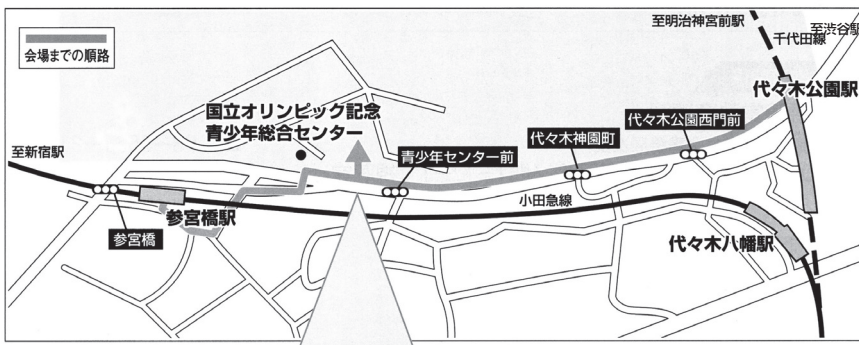 会場までの順路
至明治神宮前駅
千代田線
至渋谷駅
代々木公園駅
国立オリンピック記念
青少年総合センター
代々木公園西門前
代々木神園町
青少年センター前
至新宿駅
参宮橋駅
参宮橋
小田急線
代々木八幡駅